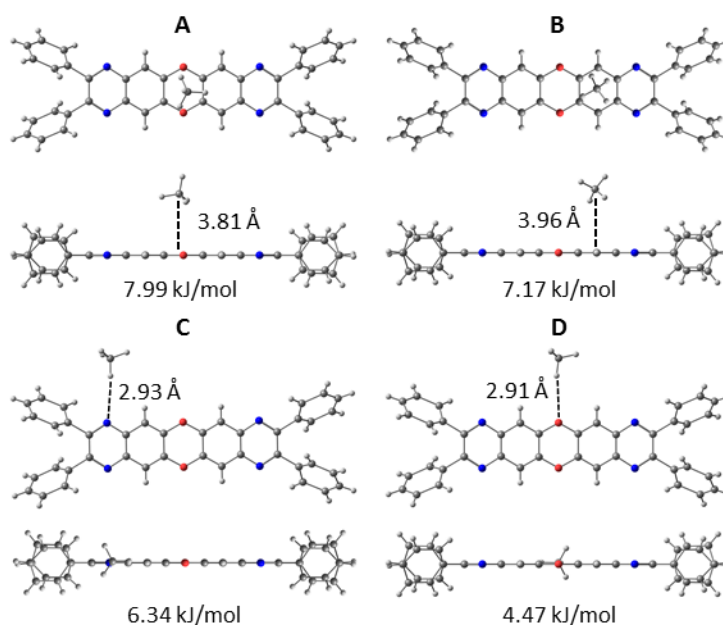 A
B
3.81 Å
3.96 Å
7.99 kJ/mol
7.17 kJ/mol
C
D
2.93 Å
2.91 Å
6.34 kJ/mol
4.47 kJ/mol